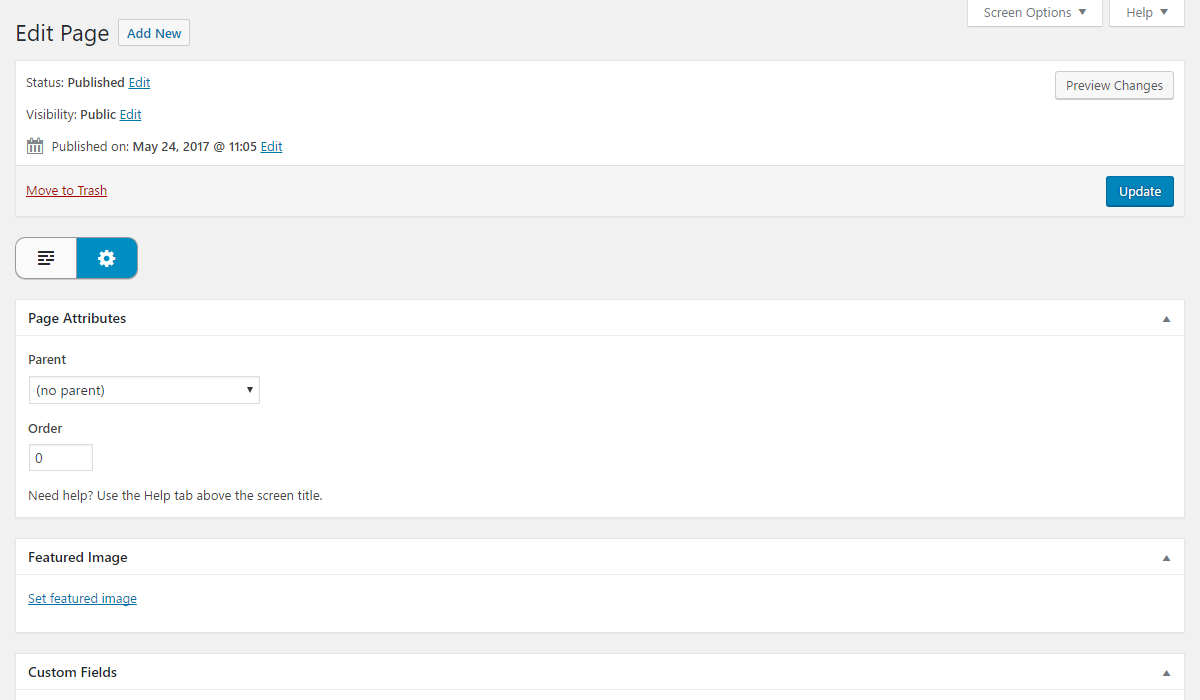 Screen Options Help
Edit Page Add New
Status: Published Edit
Preview Changes
Visibility: Public Edit
Published on: May 24, 2017 @ 11:05 Edit
Move to Trash
Update
Page Attributes
Parent
(no parent)
Order
0
Need help? Use the Help tab above the screen title.
Featured Image
Set featured image
Custom Fields